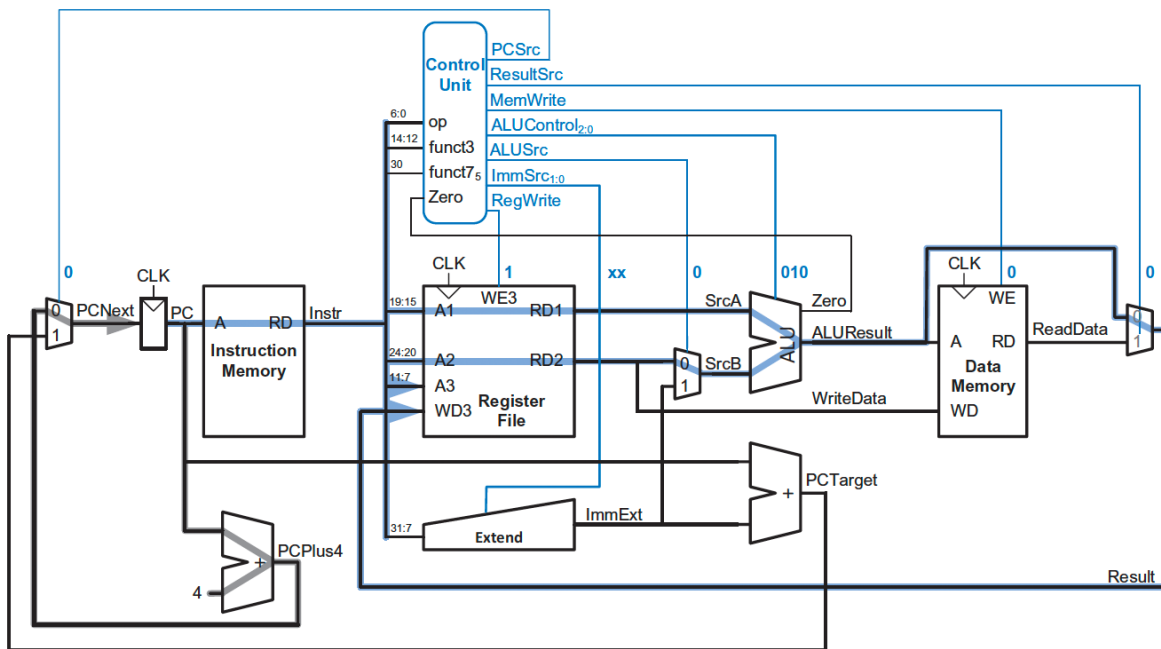 PCSrc
Control
Unit
ResultSrc
MemWrite
6:0
op
ALUControl2:0
14:12
funct3
ALUSrc
30
funct75
ImmSrc1:0
Zero
RegWrite
0
CLK
CLK
1
xx
0
010
CLK
0
0
0
PCNext
PC
1
A
RD
Instr
Instruction
Memory
19:15
A1
WE3
RD1
SrcA
Zero
WE
ALU
ALUResult
ReadData
0
1
24:20
A2
RD2
0
SrcB
1
A
RD
11:7
A3
Data
Memory
WD3
Register
File
WriteData
WD
PCTarget
+
31:7
Extend
ImmExt
PCPlus4
+
4
Result